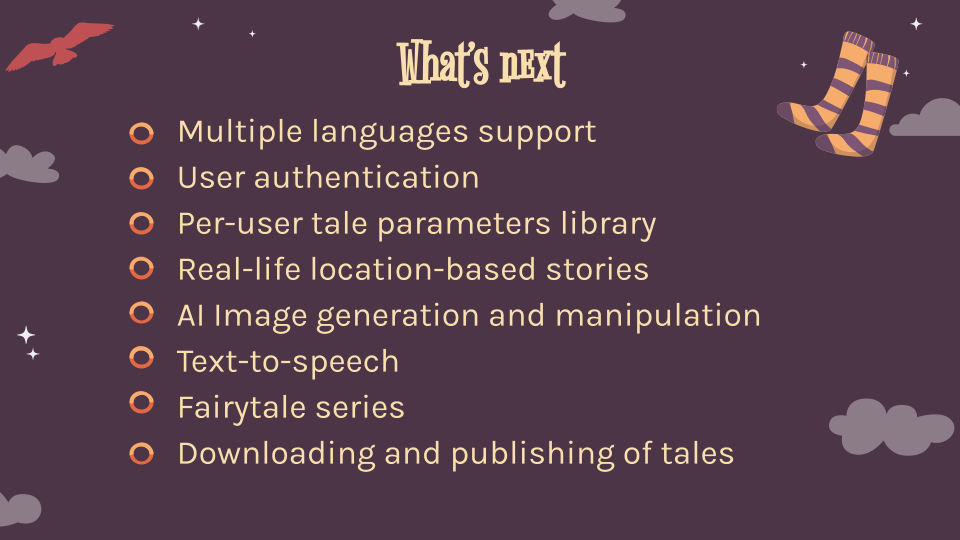 What's next
Multiple languages support
User authentication
Per-user tale parameters library
Real-life location-based stories
AI Image generation and manipulation
Text-to-speech
Fairytale series
Downloading and publishing of tales